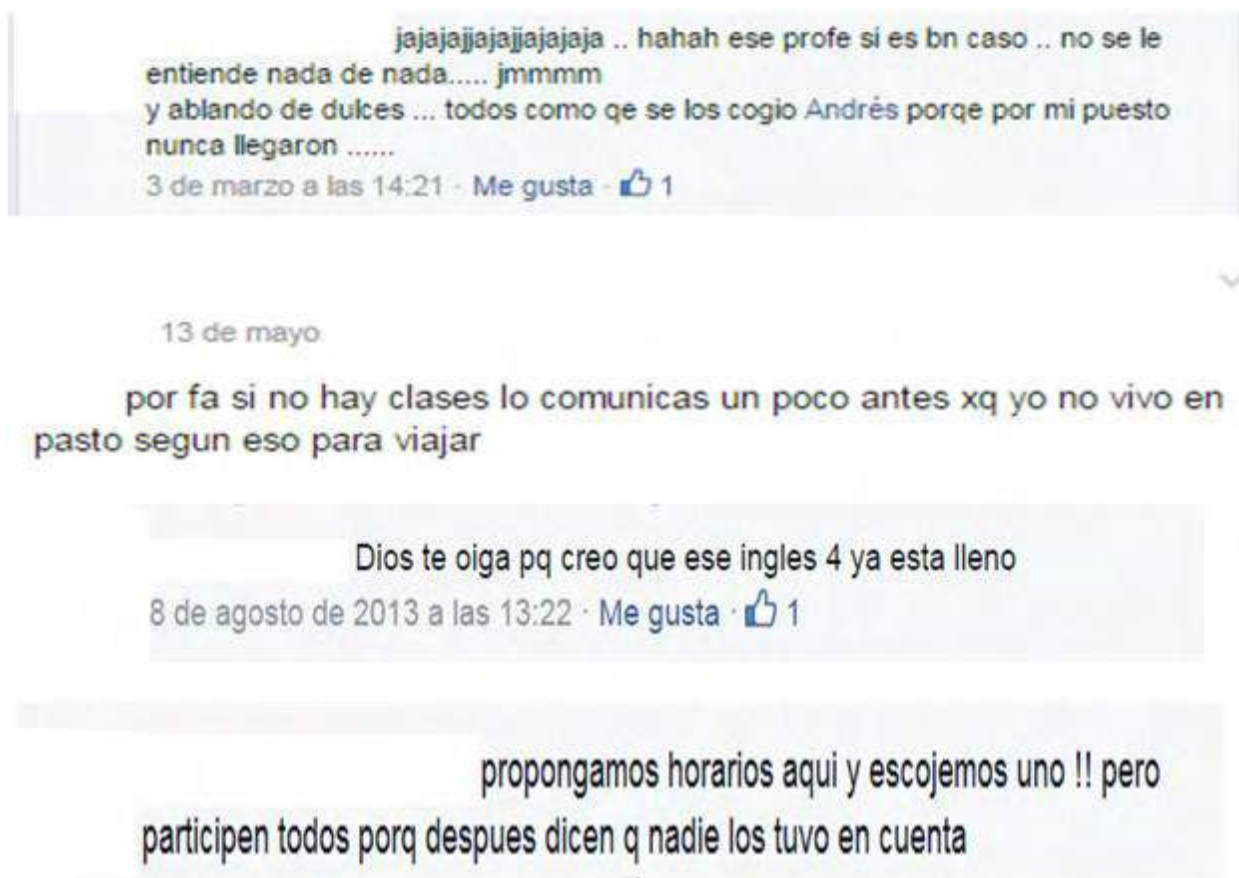 jajajajjajajjajajaja .. hahah ese profe si es bn caso .. no se le
entiende nada de nada..... jmmmm
y ablando de dulces ... todos como qe se los cogio Andrés porqe por mi puesto
nunca llegaron ......
3 de marzo a las 14:21 · Me gusta · 1
13 de mayo
por fa si no hay clases lo comunicas un poco antes xq yo no vivo en
pasto segun eso para viajar
Dios te oiga pq creo que ese ingles 4 ya esta lleno
8 de agosto de 2013 a las 13:22 · Me gusta · 1
propongamos horarios aqui y escojemos uno !! pero
participen todos porq despues dicen q nadie los tuvo en cuenta